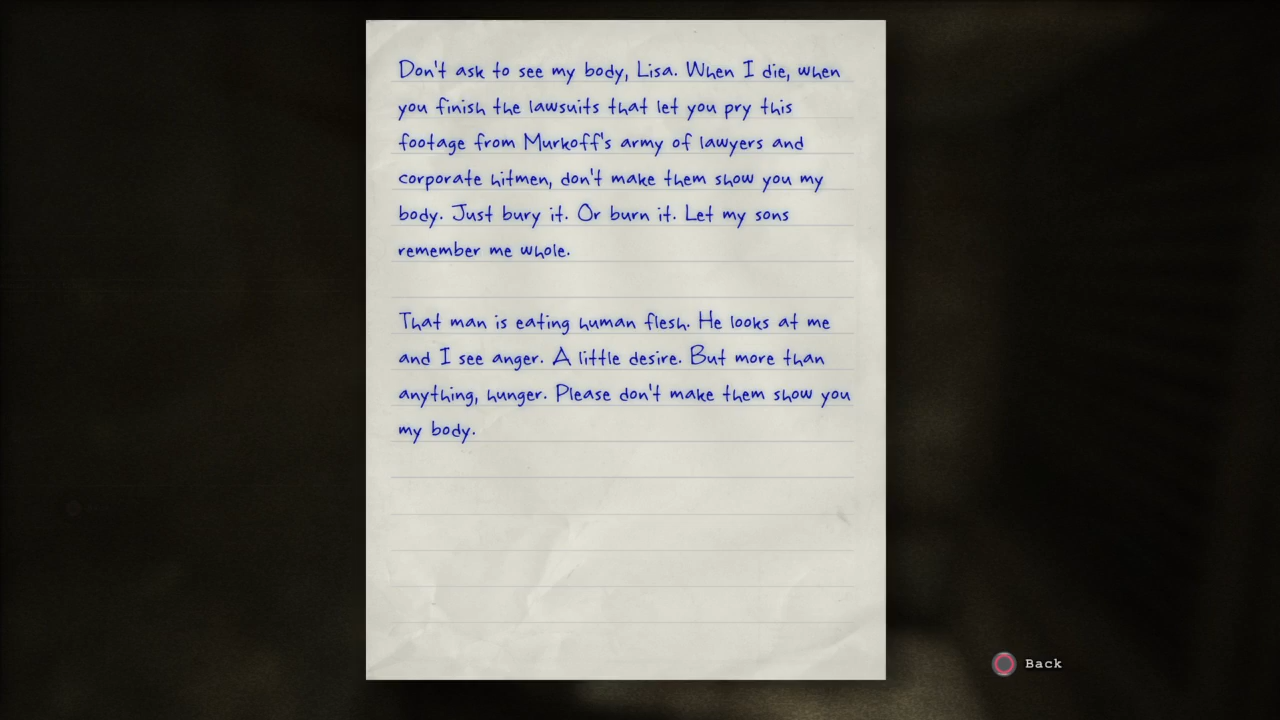 Don't ask to see my body, Lisa. When I die, when
you finish the lawsuits that let you pry this
footage from Murkoff's army of lawyers and
corporate hitmen, don't make them show you my
body. Just bury it. Or burn it. Let my sons
remember me whole.
That man is eating human flesh. He looks at me
and I see anger. A little desire. But more than
anything, hunger. Please don't make them show you
my body.
Back